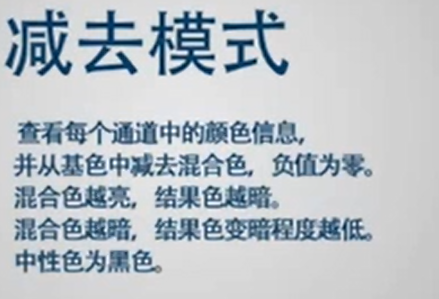 减去模式
查看每个通道中的颜色信息，
并从基色中减去混合色，负值为零。
混合色越亮，结果色越暗。
混合色越暗，结果色变暗程度越低。
中性色为黑色。